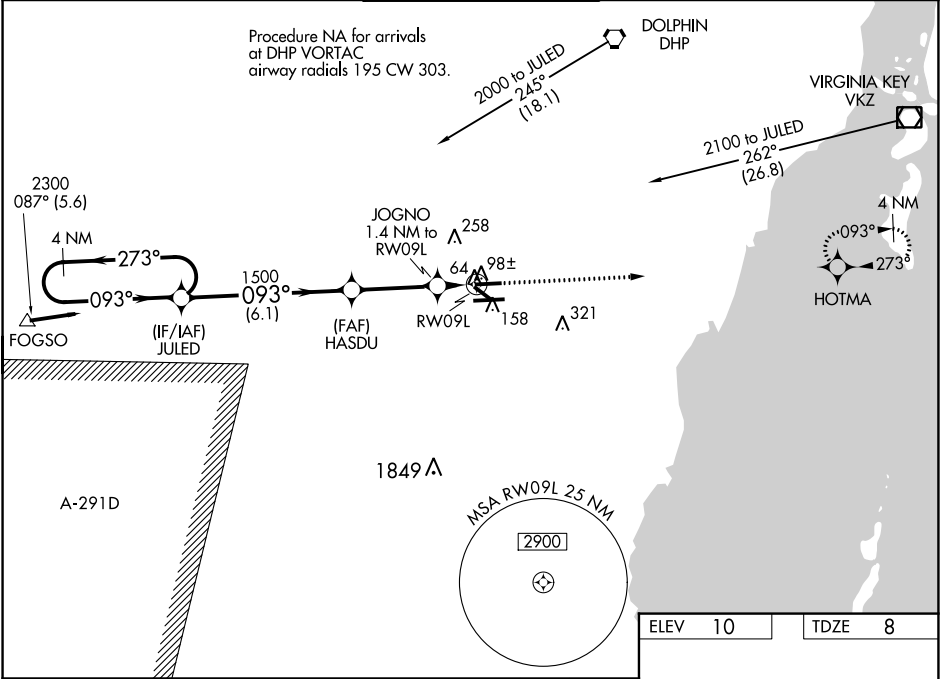 Procedure NA for arrivals
at DHP VORTAC
airway radials 195 CW 303.
DOLPHIN
DHP
2000 to JULED
245°
(18.1)
VIRGINIA KEY
VKZ
2100 to JULED
262°
(26.8)
2300
087° (5.6)
4 NM
273°
093°
FOGSO
(IF/IAF)
JULED
1500
093°
(6.1)
(FAF)
HASDU
JOGNO
1.4 NM to
RW09L
258
64
98±
RW09L
158
321
4 NM
093°
273°
HOTMA
A-291D
1849
MSA RW09L 25 NM
2900
ELEV 10
TDZE 8